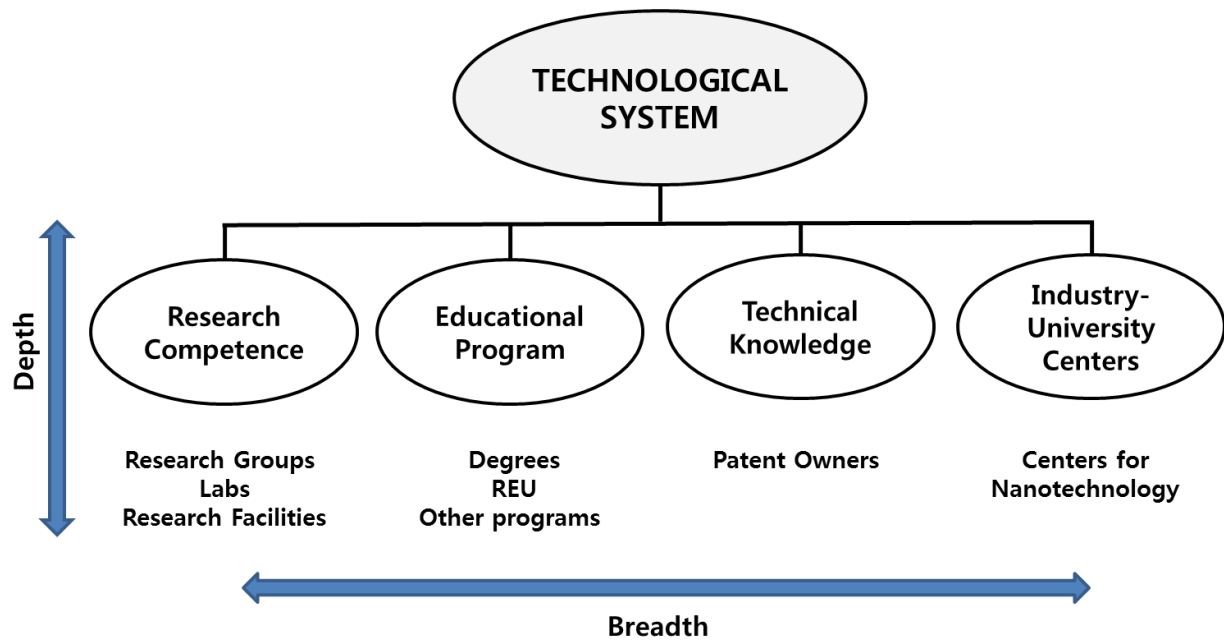 TECHNOLOGICAL
SYSTEM
Depth
Research
Competence
Educational
Program
Technical
Knowledge
Industry-
University
Centers
Research Groups
Labs
Research Facilities
Degrees
REU
Other programs
Patent Owners
Centers for
Nanotechnology
Breadth